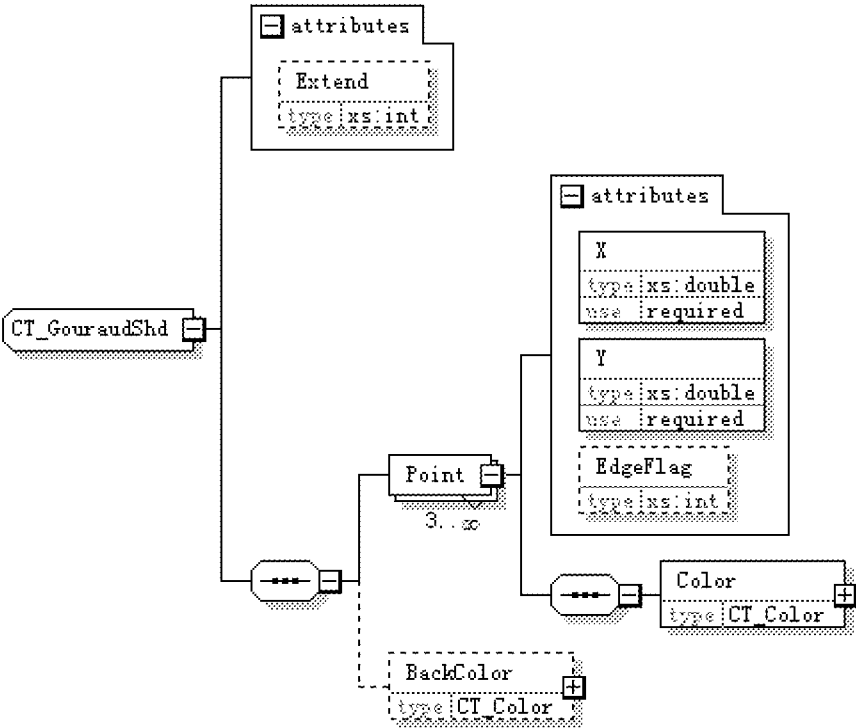 attributes
Extend
type xs:int
attributes
X
type xs:double
use required
CT_GouraudShd
Y
type xs:double
use required
Point
EdgeFlag
type xs:int
3..∞
Color
type CT_Color
BackColor
type CT_Color